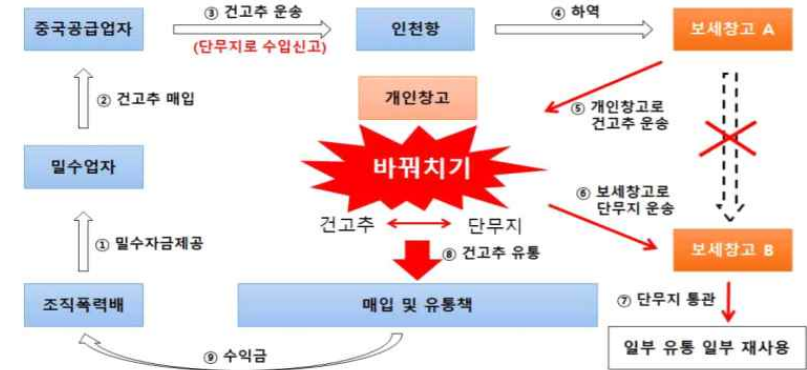 중국공급업자
③ 건고추 운송
(단무지로 수입신고)
인천항
④ 하역
보세창고 A
② 건고추 매입
개인창고
⑤ 개인창고로
건고추 운송
밀수업자
바꿔치기
⑥ 보세창고로
단무지 운송
건고추
단무지
① 밀수자금제공
⑧ 건고추 유통
보세창고 B
조직폭력배
매입 및 유통책
⑦ 단무지 통관
일부 유통 일부 재사용
⑨ 수익금